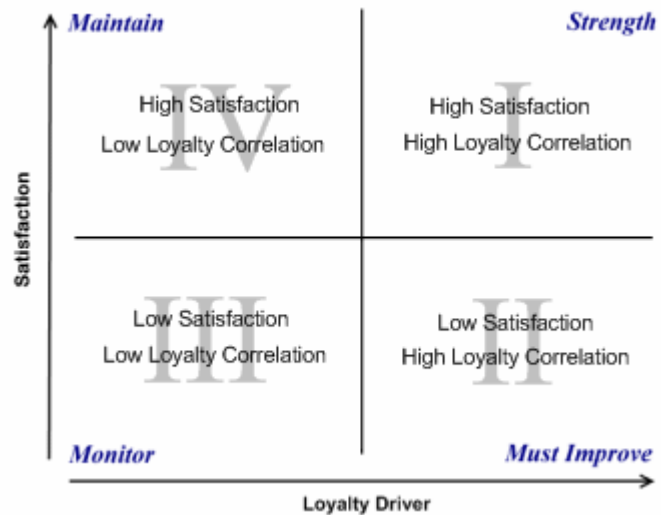 Maintain
Strength
IV
High Satisfaction
Low Loyalty Correlation
I
High Satisfaction
High Loyalty Correlation
Satisfaction
III
Low Satisfaction
Low Loyalty Correlation
II
Low Satisfaction
High Loyalty Correlation
Monitor
Must Improve
Loyalty Driver